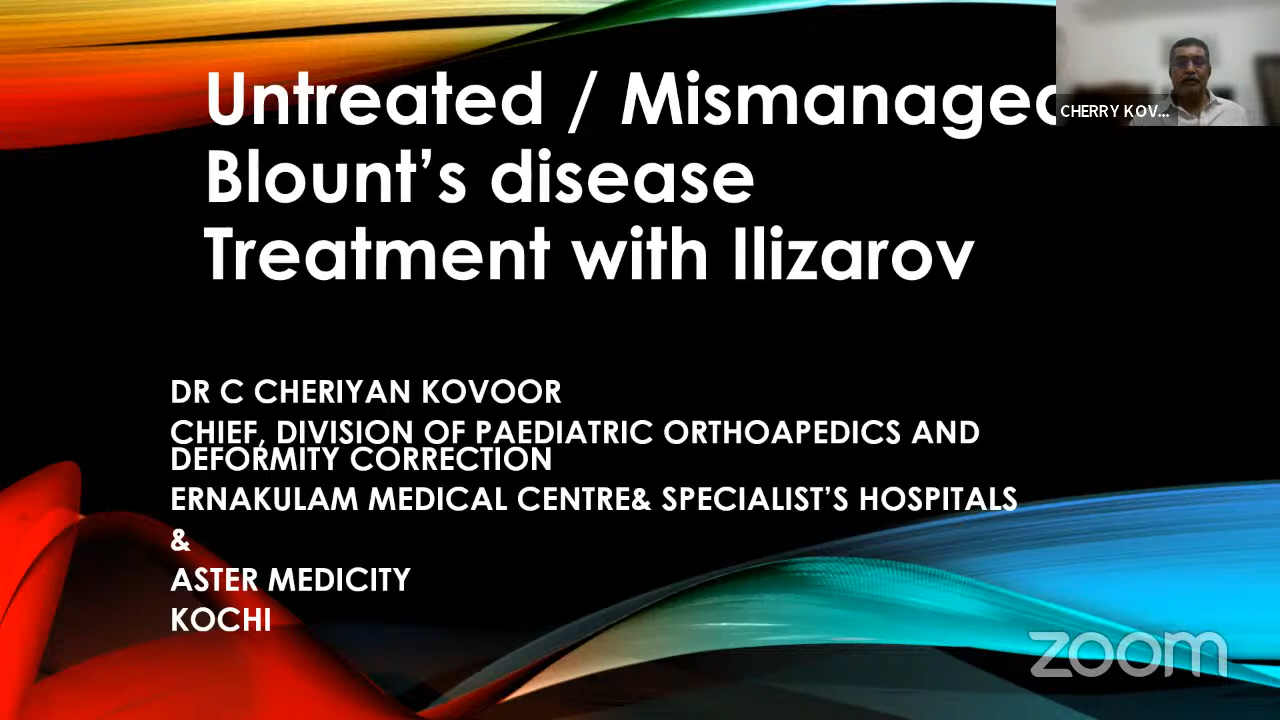 Untreated / Mismanaged
Blount’s disease
Treatment with Ilizarov
CHERRY KOV...
DR C CHERIYAN KOVOOR
CHIEF, DIVISION OF PAEDIATRIC ORTHOAPEDICS AND
DEFORMITY CORRECTION
ERNAKULAM MEDICAL CENTRE& SPECIALIST’S HOSPITALS
&
ASTER MEDICITY
KOCHI
zoom